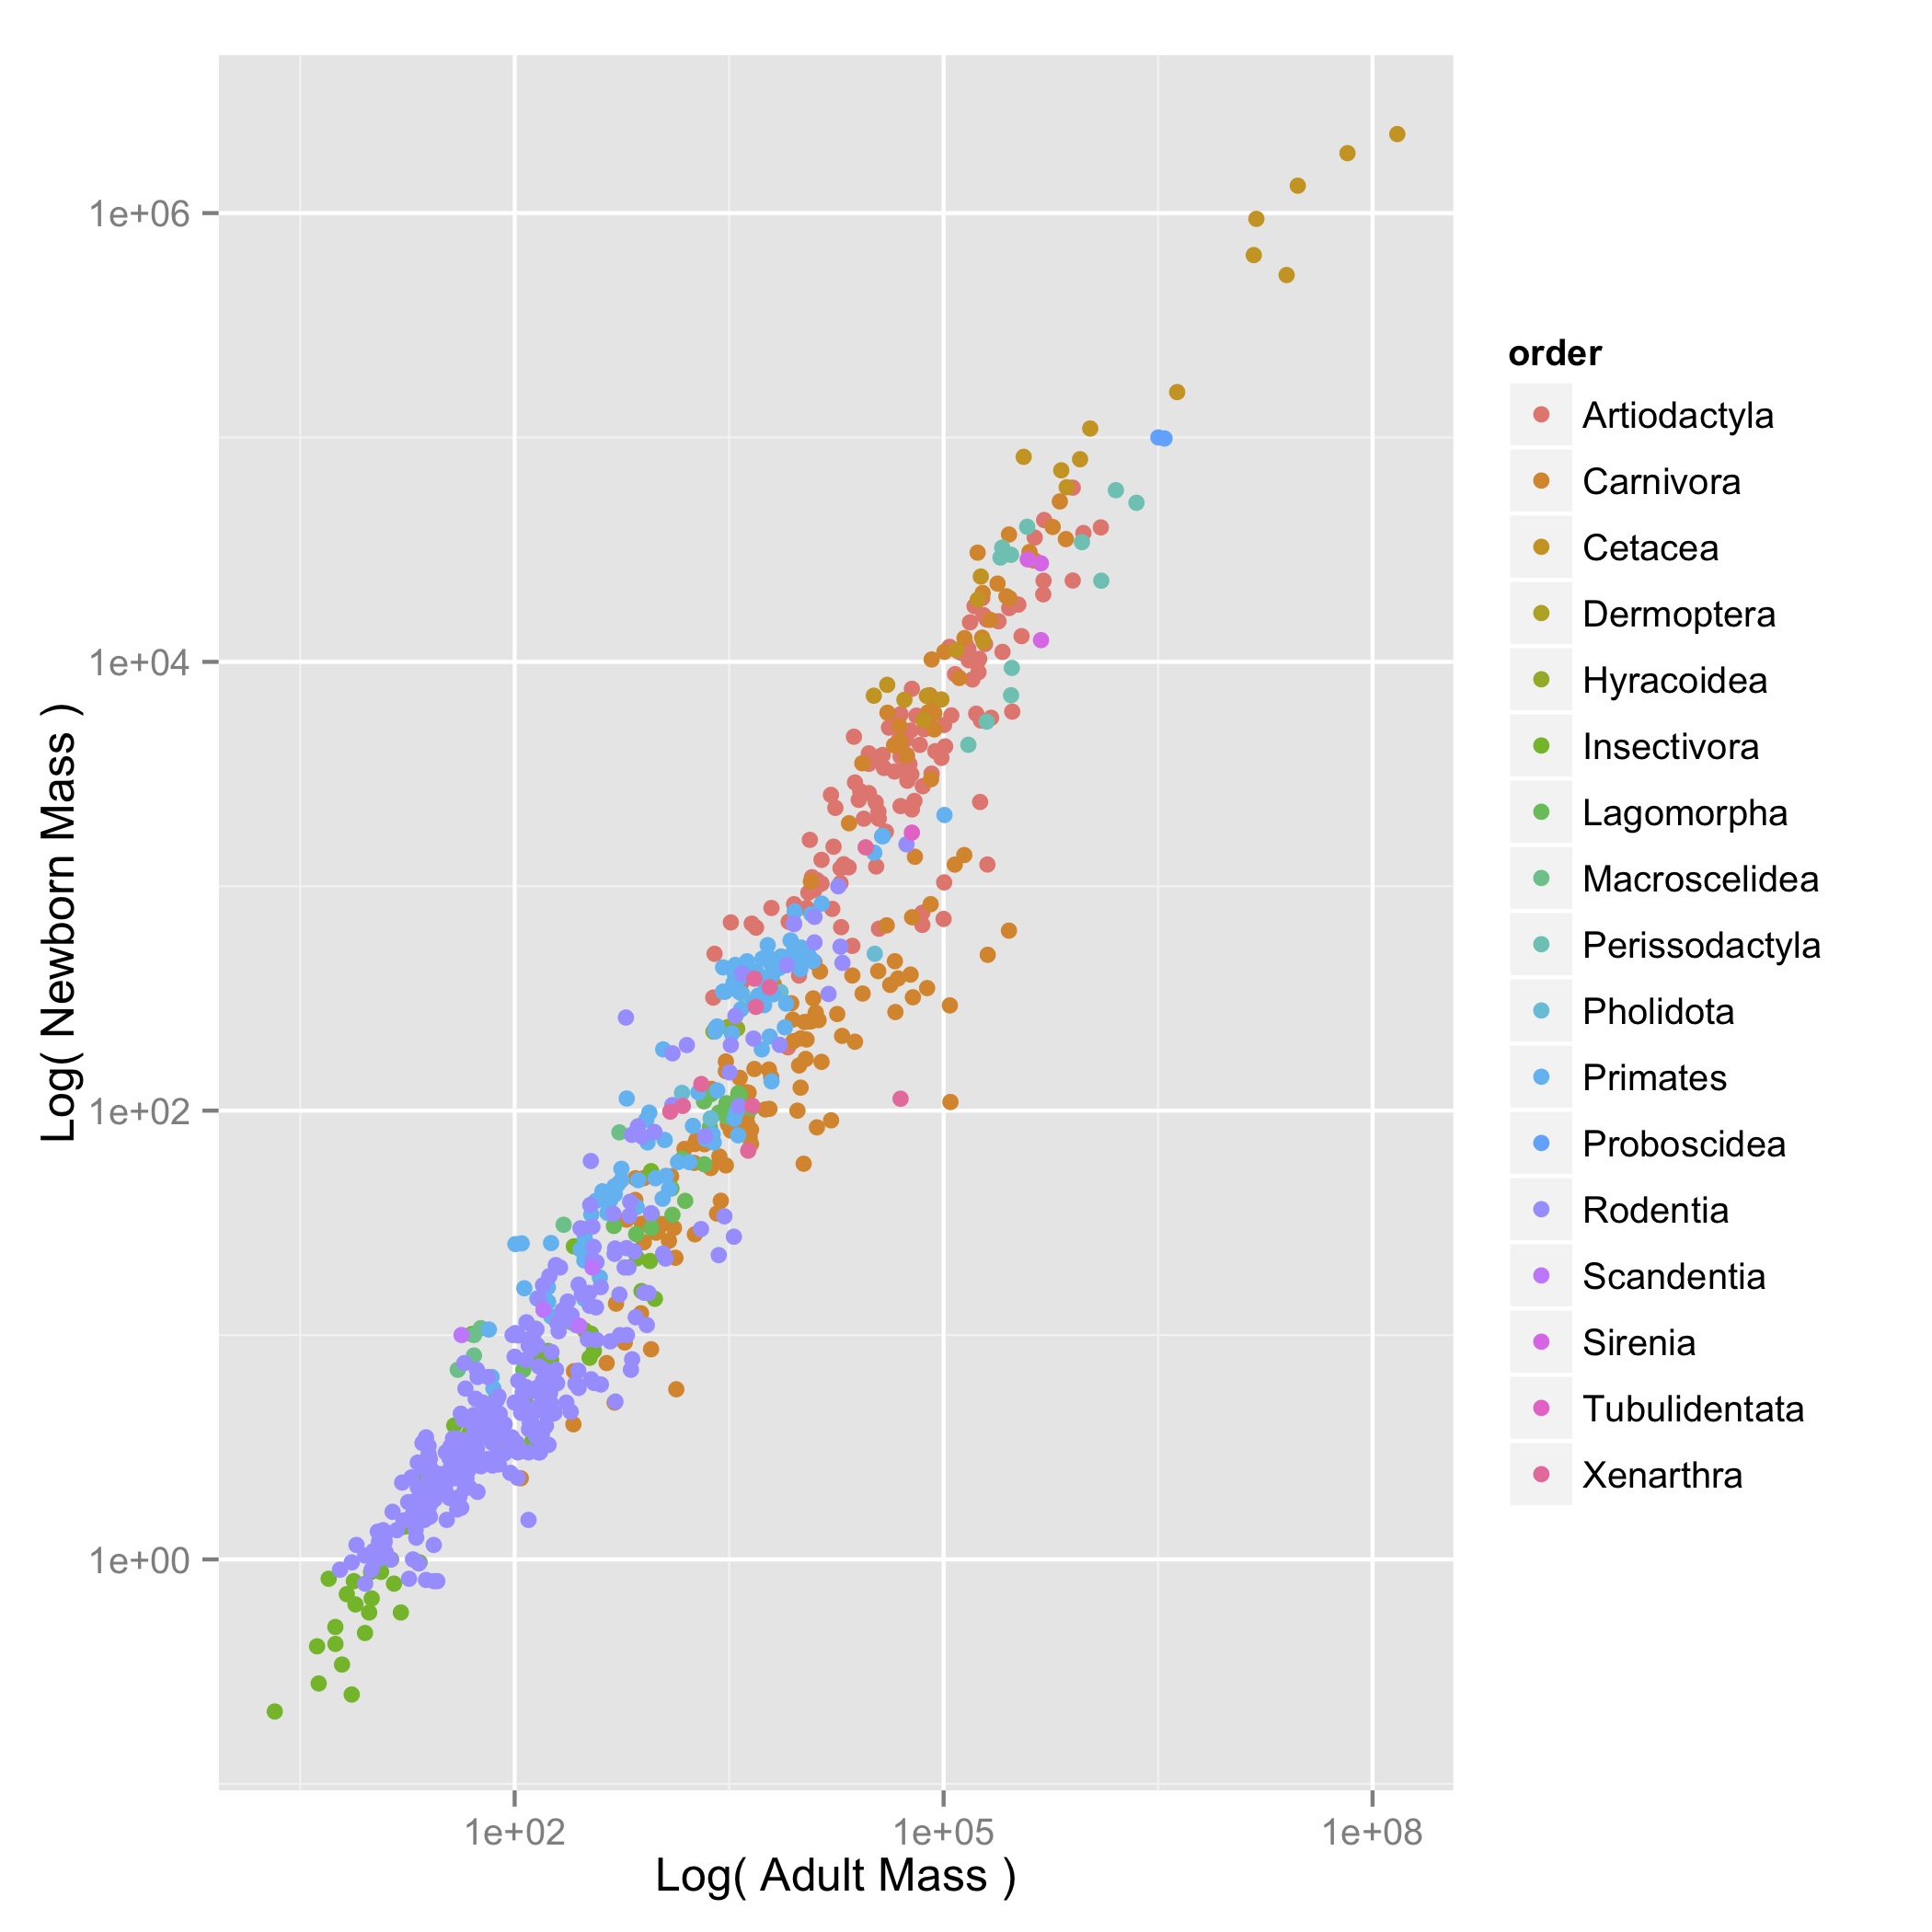 1e+06
1e+04
1e+02
1e+00
Log( Newborn Mass )
1e+02
1e+05
1e+08
Log( Adult Mass )
order
Artiodactyla
Carnivora
Cetacea
Dermoptera
Hyracoidea
Insectivora
Lagomorpha
Macroscelidea
Perissodactyla
Pholidota
Primates
Proboscidea
Rodentia
Scandentia
Sirenia
Tubulidentata
Xenarthra